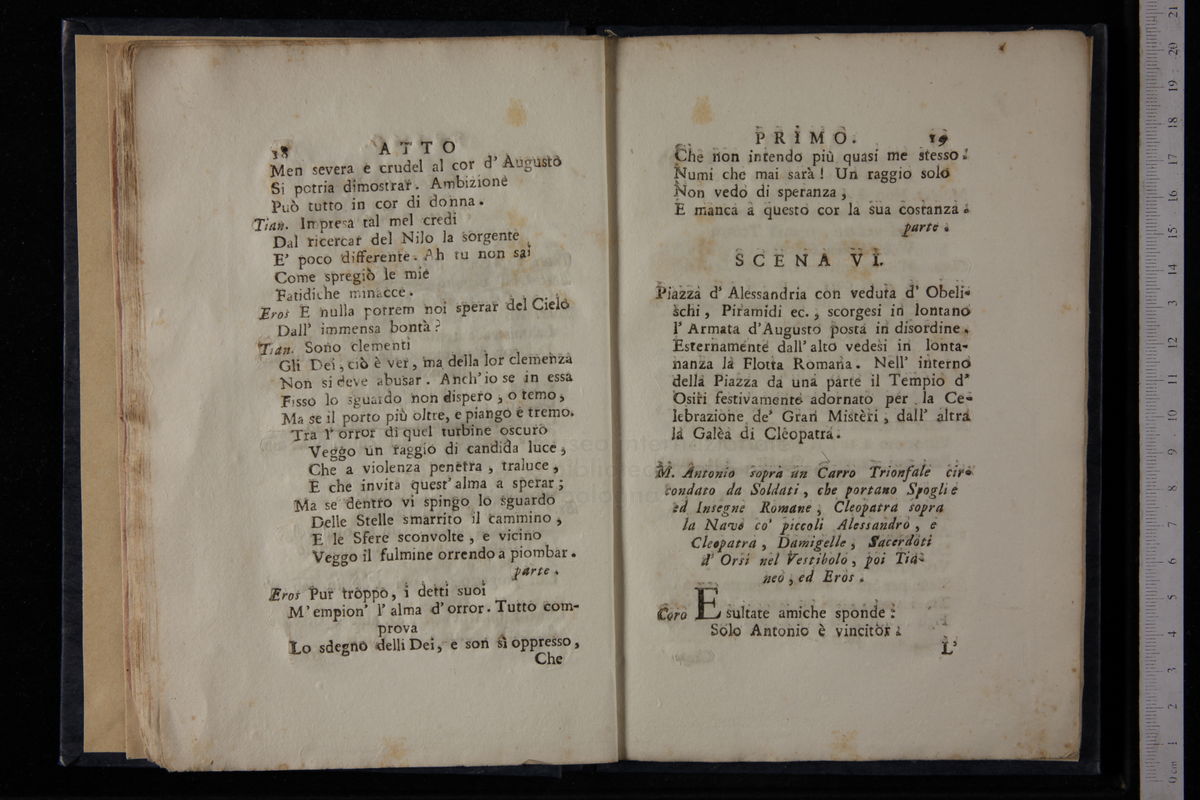 18 ATTO
Men severa e crudel al cor d' Augusto
Si potria dimostrar. Ambizione
Può tutto in cor di donna.
Tian. Impresa tal mel credi
Dal ricercar del Nilo la sorgente
E' poco differente. Ah tu non sai
Come spregiò le mie
Fatidiche minacce.
Eros E nulla potrem noi sperar del Cielo
Dall' immensa bontà?
Tian. Sono clementi
Gli Dei, ciò è ver, ma della lor clemenza
Non si deve abusar. Anch' io se in essa
Fisso lo sguardo non dispero, o temo,
Ma se il porto più oltre, e piango e tremo.
Tra l' orror di quel turbine oscuro
Veggo un raggio di candida luce,
Che a violenza penetra, traluce,
E che invita quest' alma a sperar;
Ma se dentro vi spingo lo sguardo
Delle Stelle smarrito il cammino,
E le Sfere sconvolte, e vicino
Veggo il fulmine orrendo a piombar.
parte.
Eros Pur troppo, i detti suoi
M' empion' l' alma d' orror. Tutto com-
prova
Lo sdegno delli Dei, e son sì oppresso,
Che
PRIMO. 19
Che non intendo più quasi me stesso.
Numi che mai sarà! Un raggio solo
Non vedo di speranza,
E manca a questo cor la sua costanza.
parte.
SCENA VI.
Piazza d' Alessandria con veduta d' Obeli-
schi, Piramidi ec., scorgesi in lontano
l' Armata d'Augusto posta in disordine.
Esternamente dall' alto vedesi in lonta-
nanza la Flotta Romana. Nell' interno
della Piazza da una parte il Tempio d'
Osiri festivamente adornato per la Ce-
lebrazione de' Gran Mistèri, dall' altra
la Galèa di Cleopatra.
M. Antonio sopra un Carro Trionfale cir-
condato da Soldati, che portano Spoglie
ed Insegne Romane, Cleopatra sopra
la Nave co' piccoli Alessandro, e
Cleopatra, Damigelle, Sacerdoti
d' Orsi nel Vestibolo, poi Tia-
neo, ed Eros.
Coro Esultate amiche sponde:
Solo Antonio è vincitor:
L'